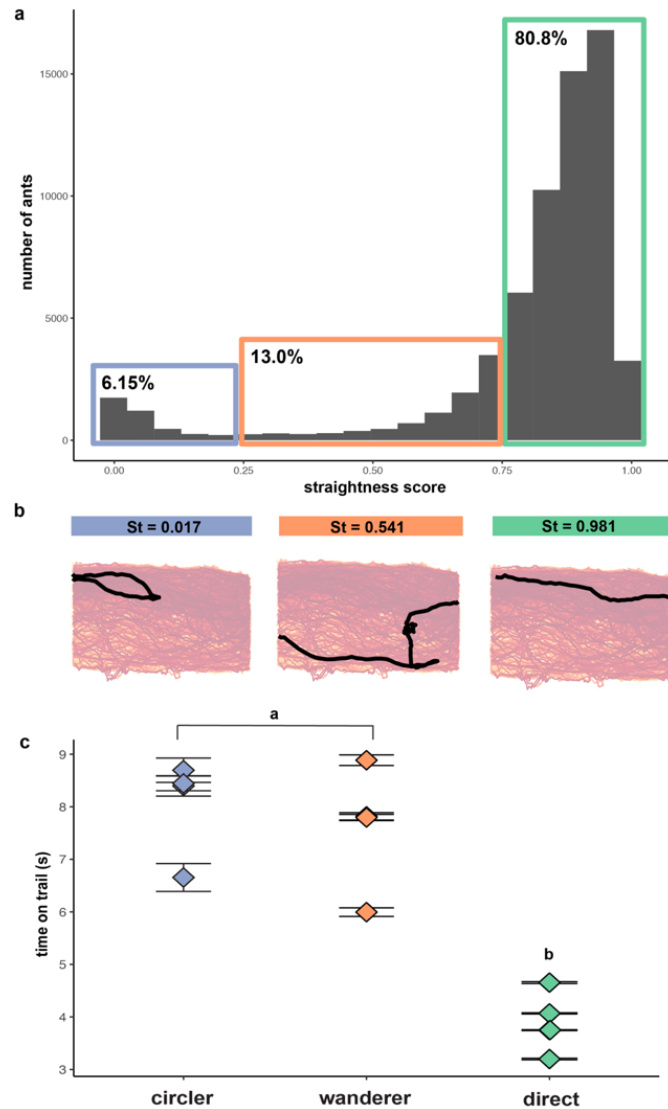 a
80.8%
15000
10000
5000
0
number of ants
13.0%
6.15%
0.00 0.25 0.50 0.75 1.00
straightness score
b
St = 0.017 St = 0.541 St = 0.981
c
a
9
8
7
6
5
4
3
time on trail (s)
b
circler wanderer direct